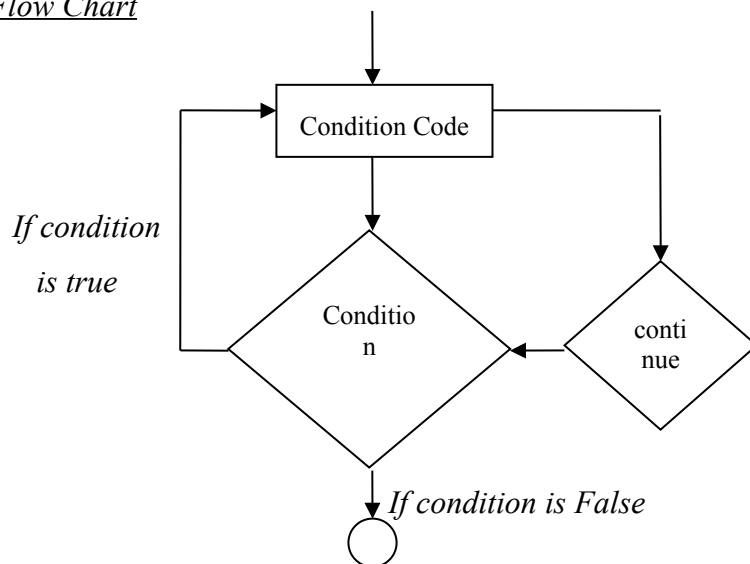 Flow Chart
Condition Code
If condition
is true
Conditio
n
conti
nue
If condition is False